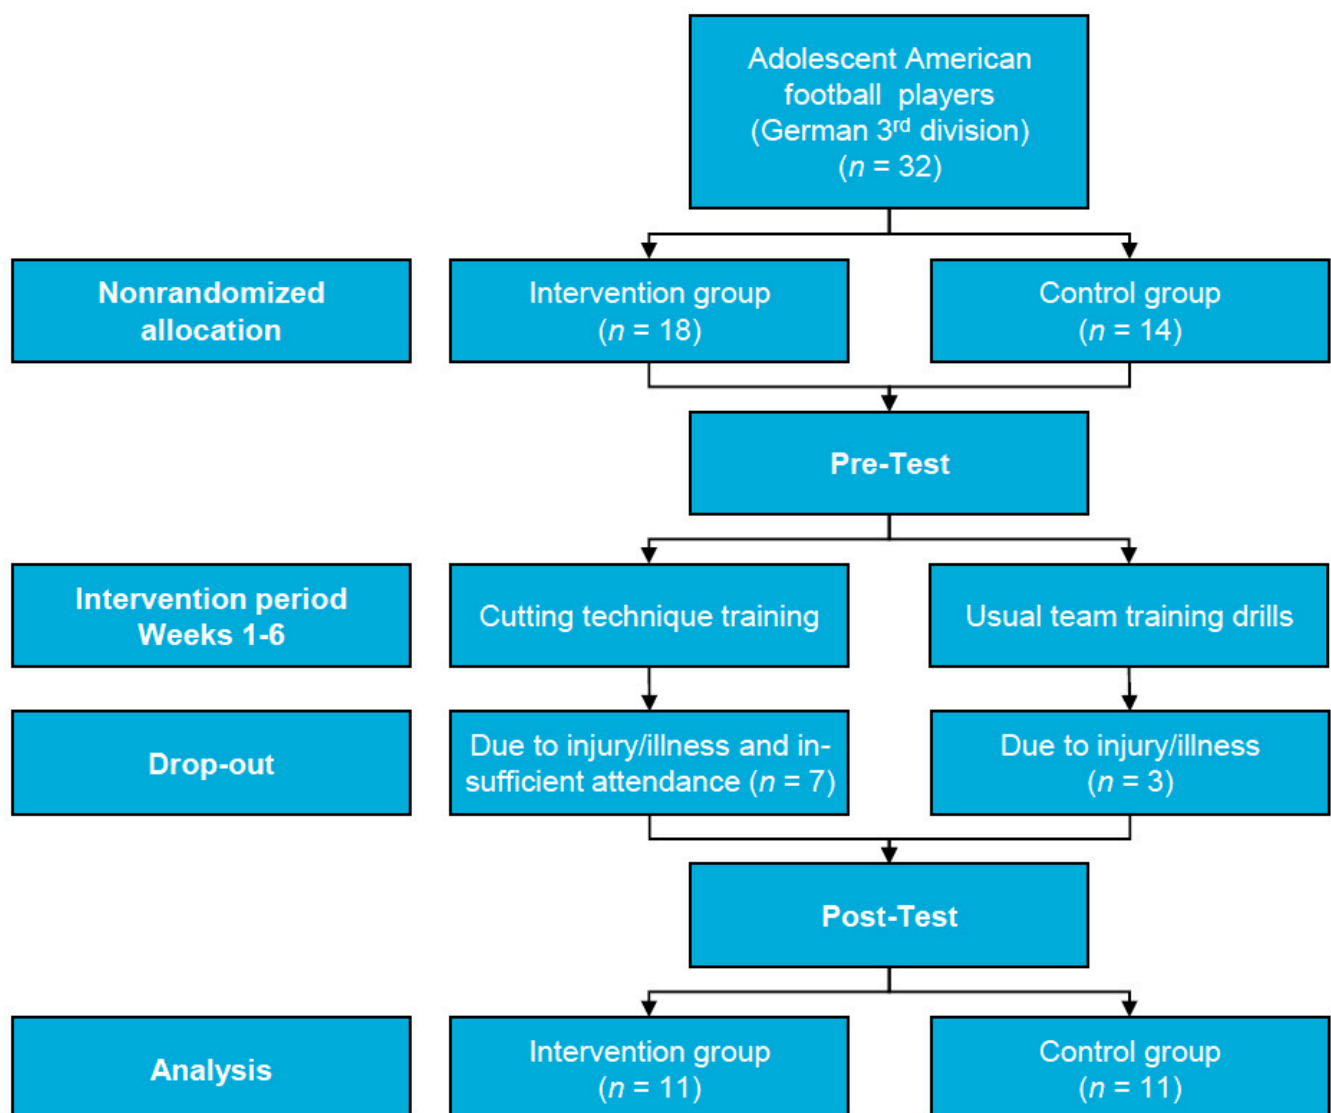 Adolescent American
football players
(German 3rd division)
(n = 32)
Nonrandomized
allocation
Intervention group
(n = 18)
Control group
(n = 14)
Pre-Test
Intervention period
Weeks 1-6
Cutting technique training
Usual team training drills
Drop-out
Due to injury/illness and in-
sufficient attendance (n = 7)
Due to injury/illness
(n = 3)
Post-Test
Analysis
Intervention group
(n = 11)
Control group
(n = 11)